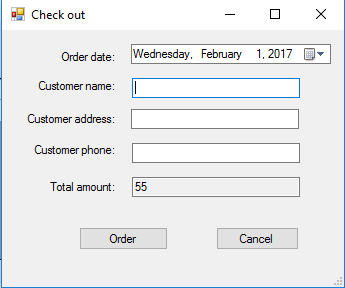 Check out
Order date: Wednesday, February 1, 2017
Customer name:
Customer address:
Customer phone:
Total amount: 55
Order Cancel